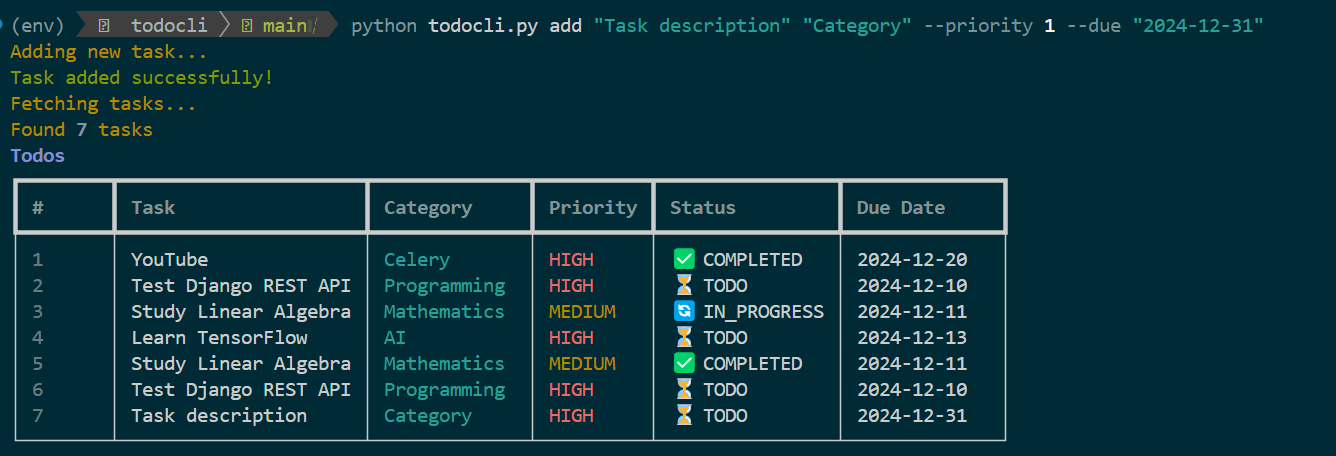 (env) todocli main python todocli.py add "Task description" "Category" --priority 1 --due "2024-12-31"
Adding new task...
Task added successfully!
Fetching tasks...
Found 7 tasks
Todos
# Task Category Priority Status Due Date
1 YouTube Celery HIGH ✅ COMPLETED 2024-12-20
2 Test Django REST API Programming HIGH ⏳ TODO 2024-12-10
3 Study Linear Algebra Mathematics MEDIUM 🔄 IN_PROGRESS 2024-12-11
4 Learn TensorFlow AI HIGH ⏳ TODO 2024-12-13
5 Study Linear Algebra Mathematics MEDIUM ✅ COMPLETED 2024-12-11
6 Test Django REST API Programming HIGH ⏳ TODO 2024-12-10
7 Task description Category HIGH ⏳ TODO 2024-12-31